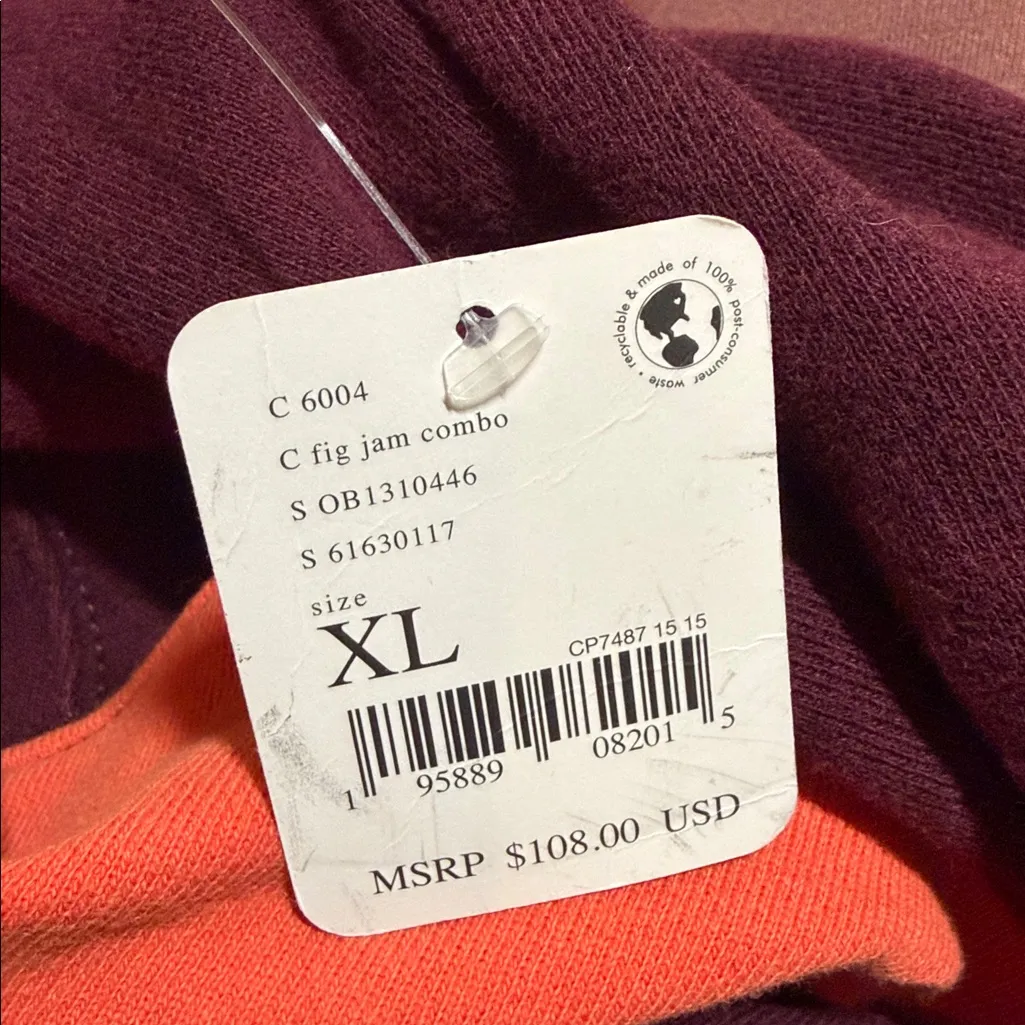 recyclable & made of 100% post-consumer waste •
C 6004
C fig jam combo
S OB1310446
S 61630117
size
XL
CP7487 15 15
1 95889 08201 5
MSRP $108.00 USD